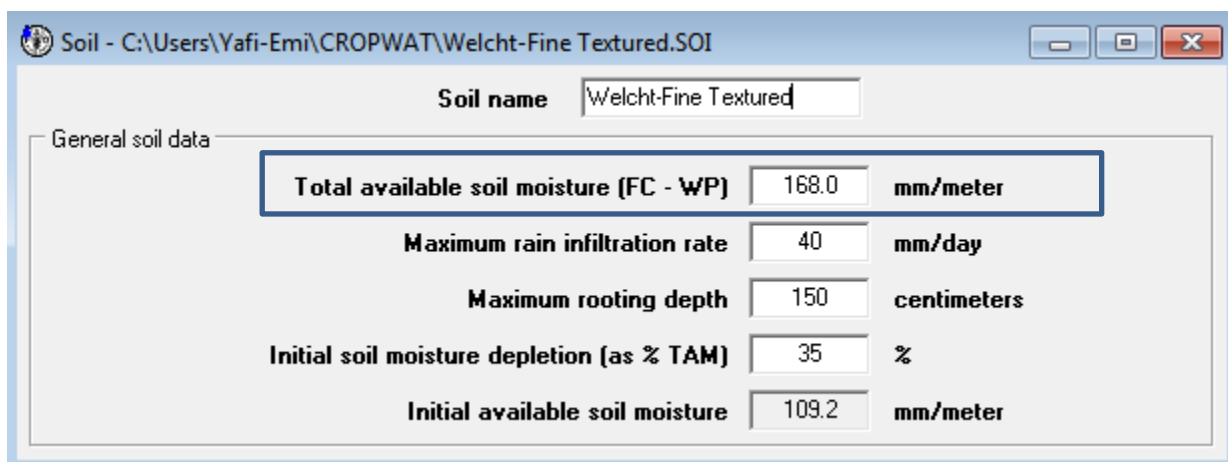 Soil - C:\Users\Yafi-Emi\CROPWAT\Welcht-Fine Textured.SOI
Soil name Welcht-Fine Textured
General soil data
Total available soil moisture (FC - WP) 168.0 mm/meter
Maximum rain infiltration rate 40 mm/day
Maximum rooting depth 150 centimeters
Initial soil moisture depletion (as % TAM) 35 %
Initial available soil moisture 109.2 mm/meter